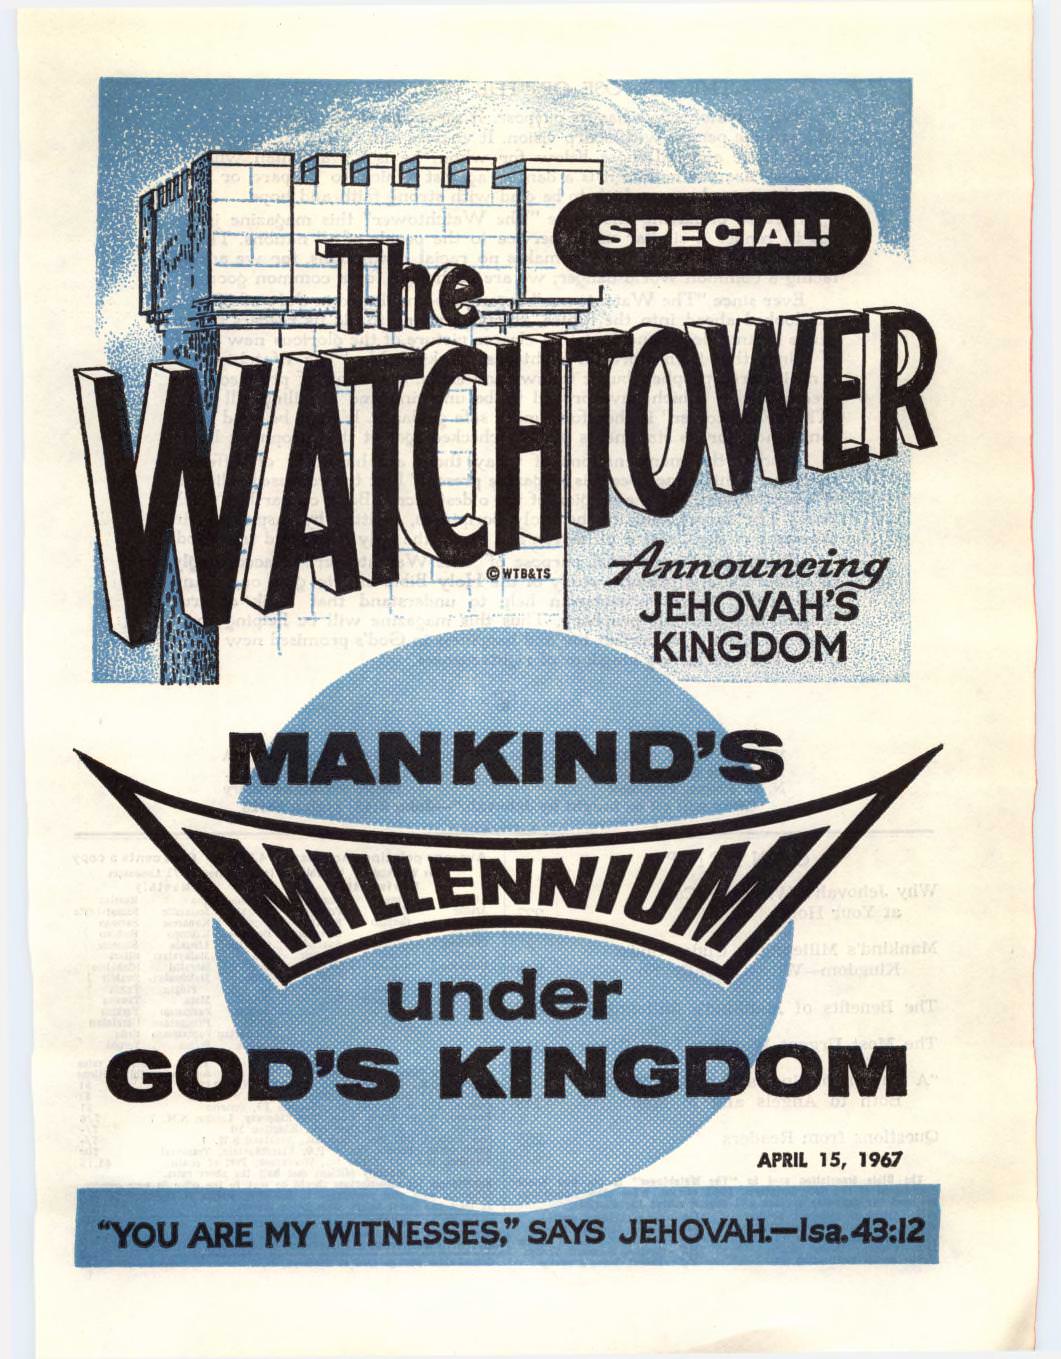 SPECIAL!
The
WATCHTOWER
©WTB&TS
Announcing
JEHOVAH'S
KINGDOM
MANKIND'S
MILLENNIUM
under
GOD'S KINGDOM
APRIL 15, 1967
"YOU ARE MY WITNESSES," SAYS JEHOVAH.—Isa. 43:12